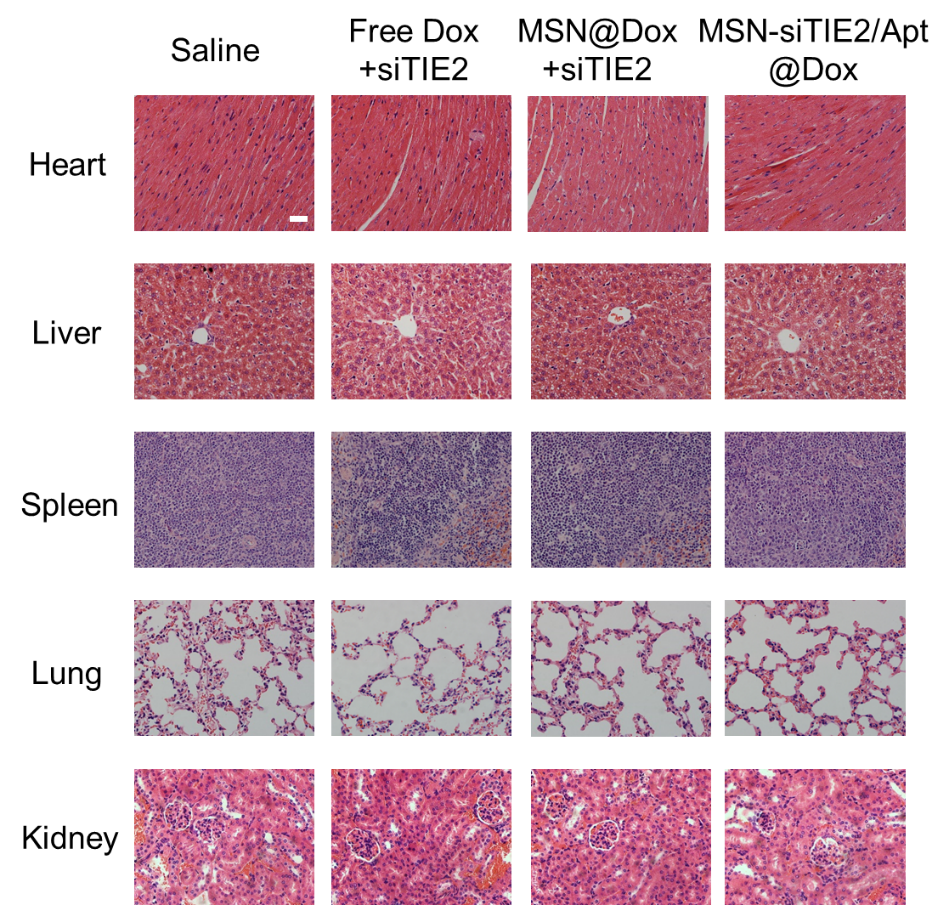 Saline
Free Dox
+siTIE2
MSN@Dox
+siTIE2
MSN-siTIE2/Apt
@Dox
Heart
Liver
Spleen
Lung
Kidney